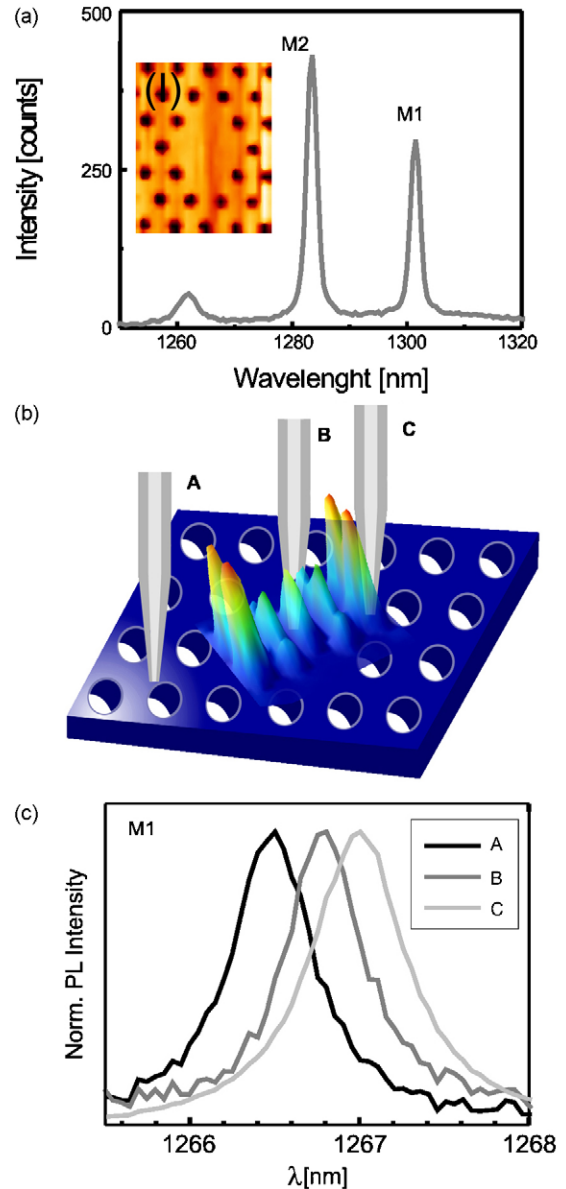 (a)
500
250
0
Intensity [counts]
(I)
M2
M1
1260
1280
1300
1320
Wavelenght [nm]
(b)
A
B
C
(c)
M1
A
B
C
Norm. PL Intensity
1266
1267
1268
λ[nm]